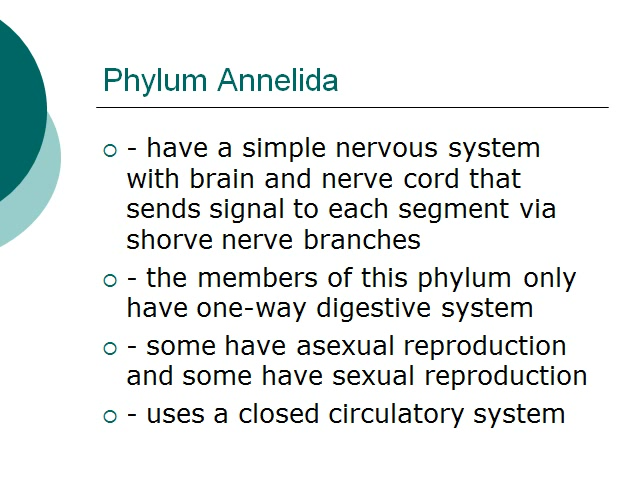 Phylum Annelida
- have a simple nervous system
with brain and nerve cord that
sends signal to each segment via
shorve nerve branches
- the members of this phylum only
have one-way digestive system
- some have asexual reproduction
and some have sexual reproduction
- uses a closed circulatory system